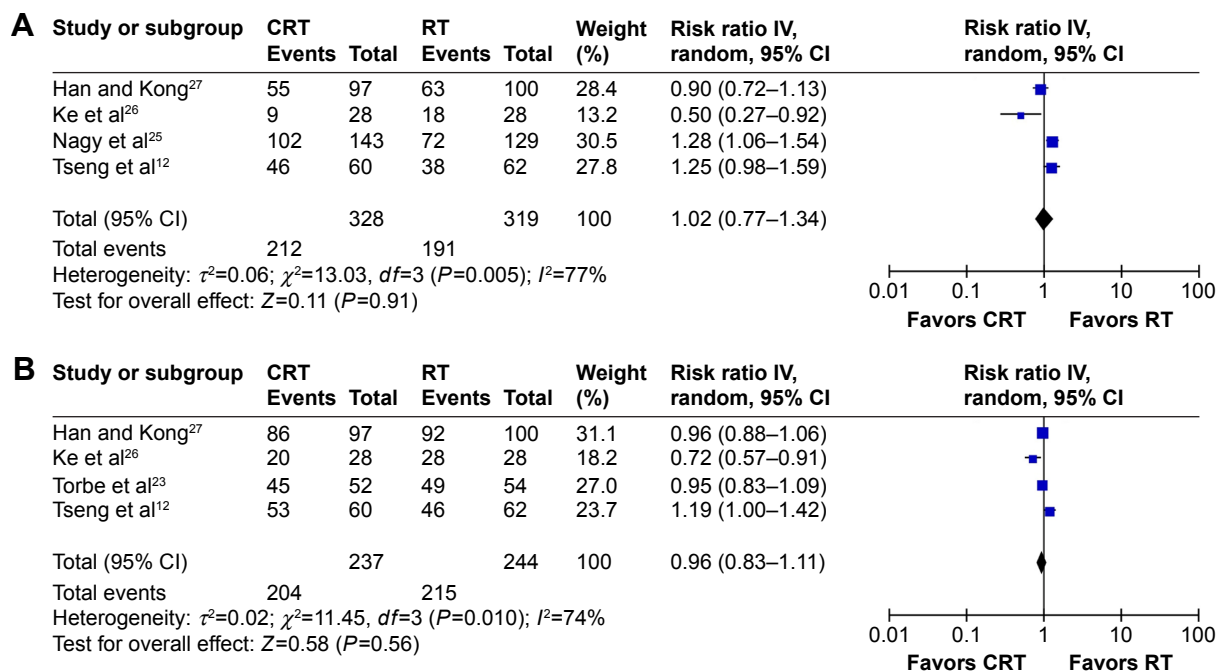 A Study or subgroup CRT RT Weight Risk ratio IV, Risk ratio IV,
Events Total Events Total (%) random, 95% CI random, 95% CI
Han and Kong²⁷ 55 97 63 100 28.4 0.90 (0.72–1.13)
Ke et al²⁶ 9 28 18 28 13.2 0.50 (0.27–0.92)
Nagy et al²⁵ 102 143 72 129 30.5 1.28 (1.06–1.54)
Tseng et al¹² 46 60 38 62 27.8 1.25 (0.98–1.59)
Total (95% CI) 328 319 100 1.02 (0.77–1.34)
Total events 212 191
Heterogeneity: τ²=0.06; χ²=13.03, df=3 (P=0.005); I²=77%
Test for overall effect: Z=0.11 (P=0.91)
0.01 0.1 1 10 100
Favors CRT Favors RT
B Study or subgroup CRT RT Weight Risk ratio IV, Risk ratio IV,
Events Total Events Total (%) random, 95% CI random, 95% CI
Han and Kong²⁷ 86 97 92 100 31.1 0.96 (0.88–1.06)
Ke et al²⁶ 20 28 28 28 18.2 0.72 (0.57–0.91)
Torbe et al²³ 45 52 49 54 27.0 0.95 (0.83–1.09)
Tseng et al¹² 53 60 46 62 23.7 1.19 (1.00–1.42)
Total (95% CI) 237 244 100 0.96 (0.83–1.11)
Total events 204 215
Heterogeneity: τ²=0.02; χ²=11.45, df=3 (P=0.010); I²=74%
Test for overall effect: Z=0.58 (P=0.56)
0.01 0.1 1 10 100
Favors CRT Favors RT